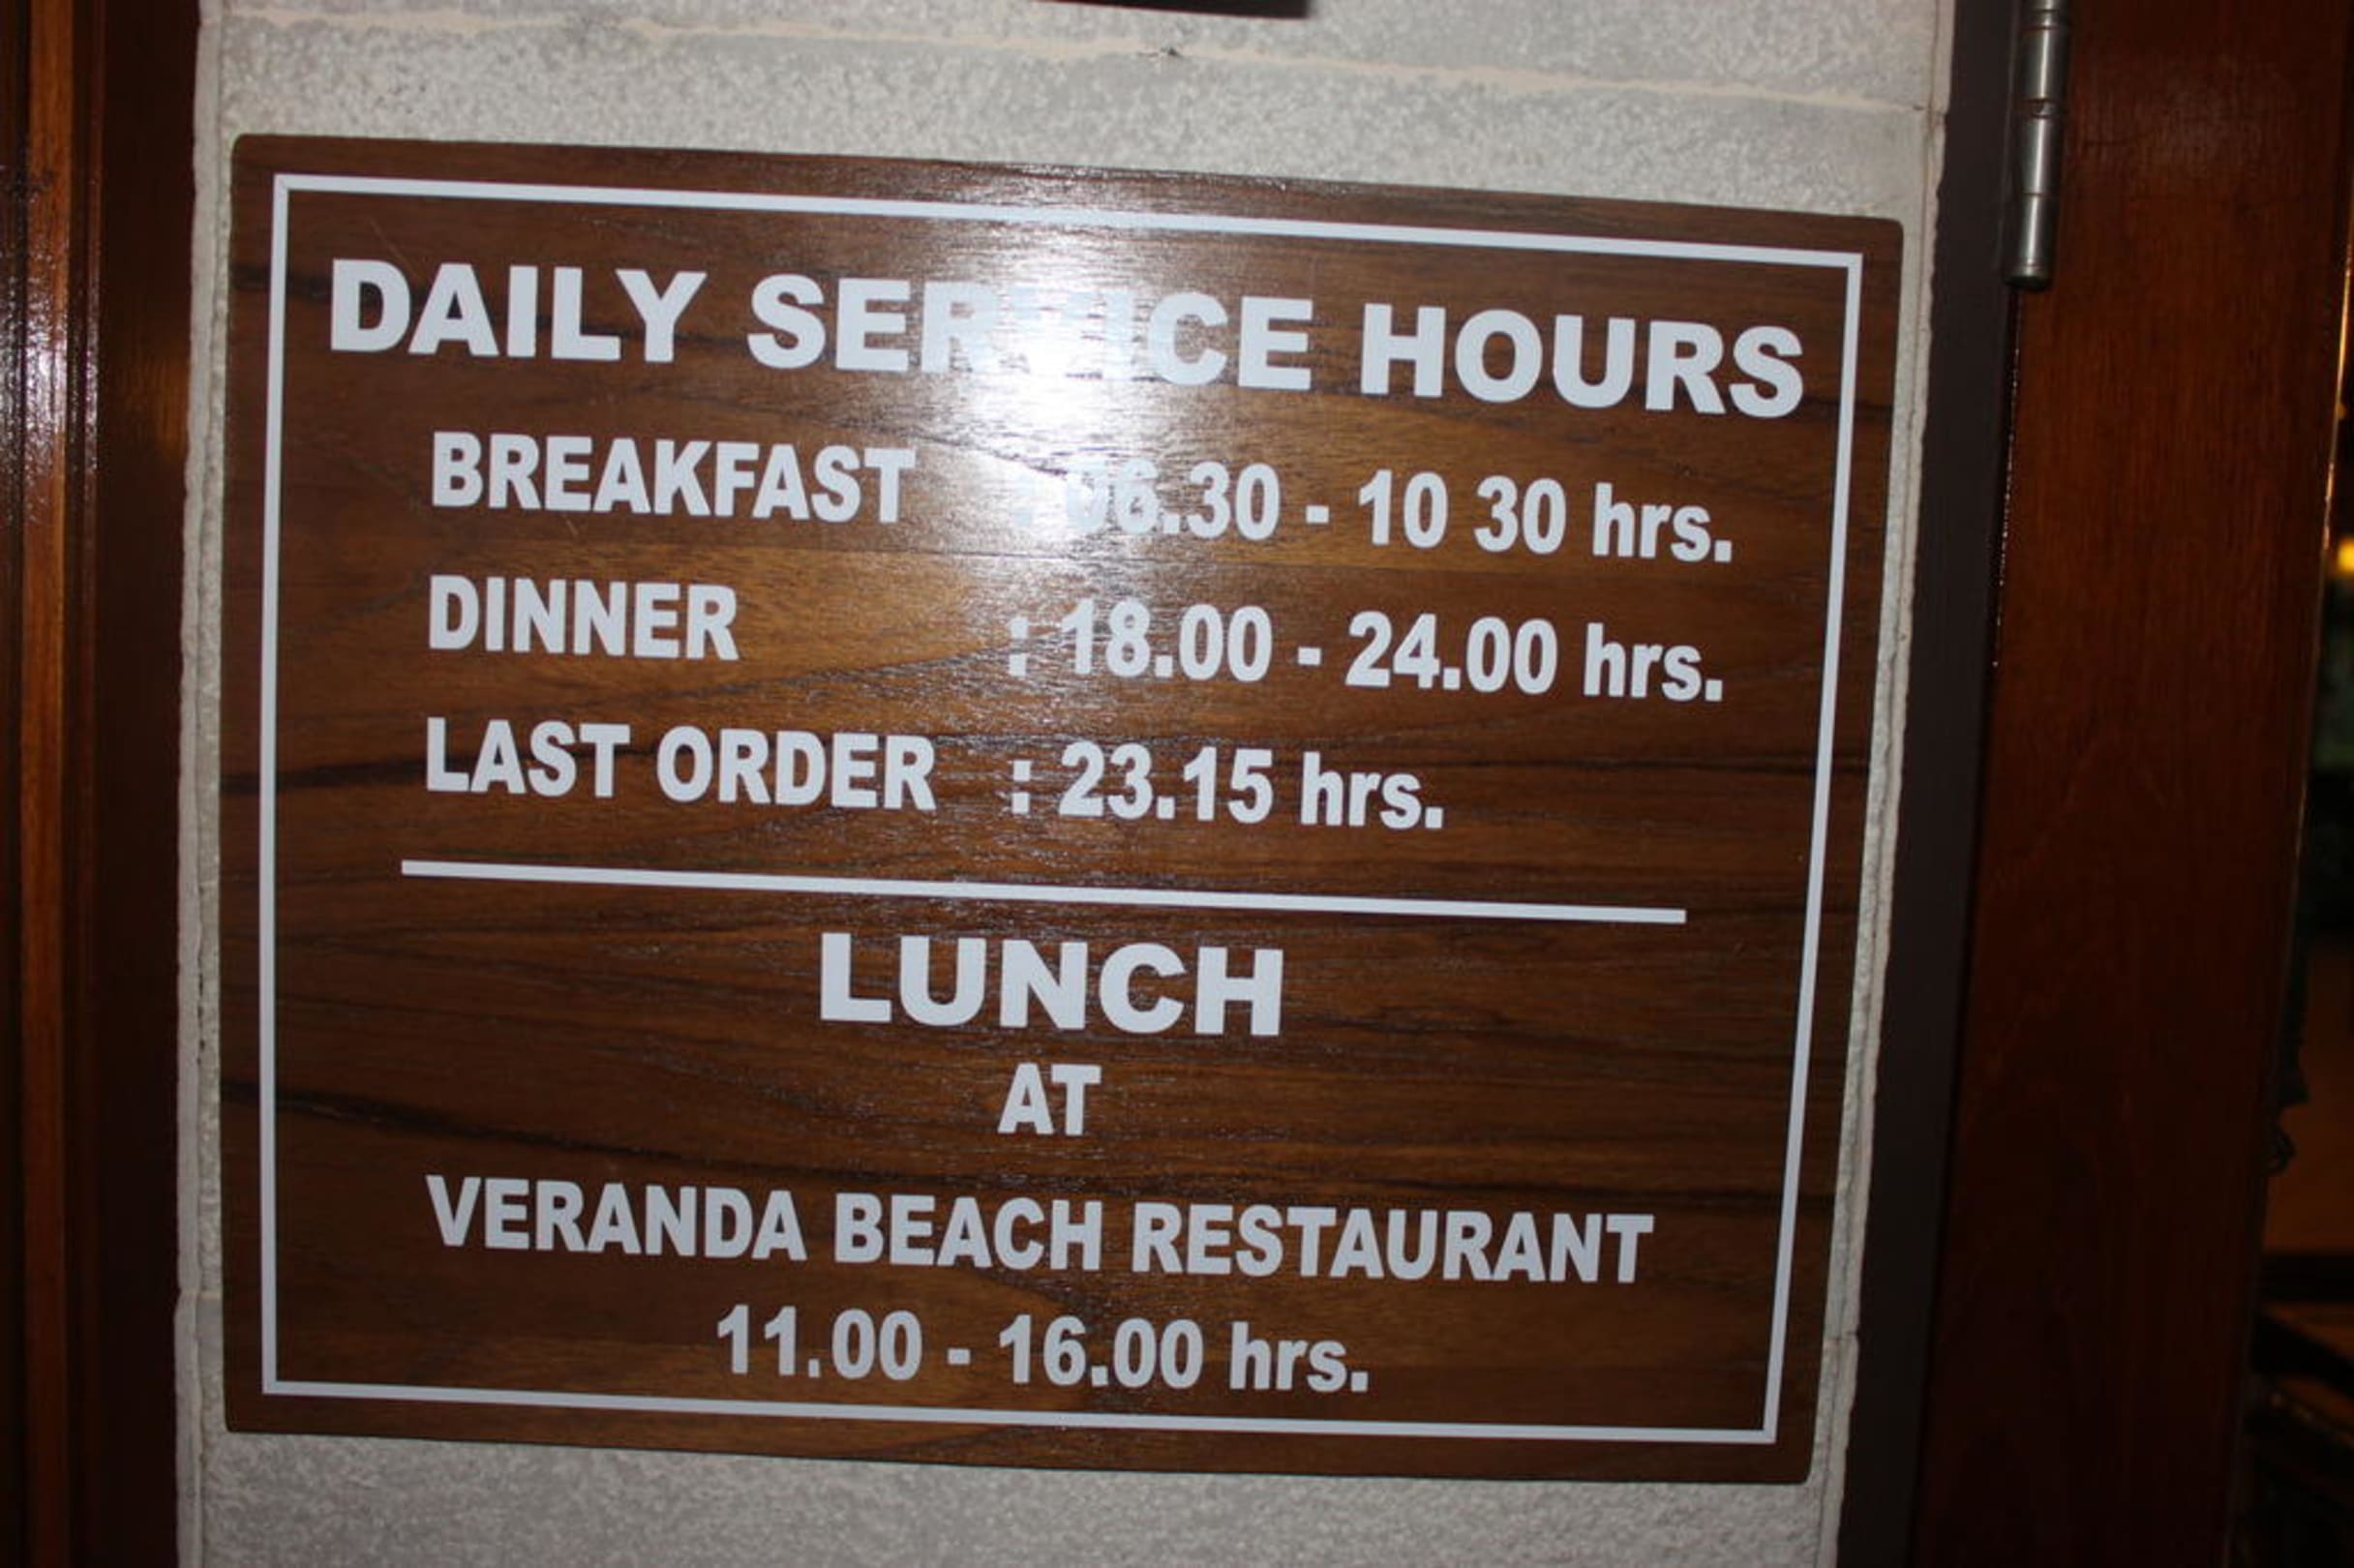 DAILY SERVICE HOURS
BREAKFAST : 06.30 - 10 30 hrs.
DINNER : 18.00 - 24.00 hrs.
LAST ORDER : 23.15 hrs.
LUNCH
AT
VERANDA BEACH RESTAURANT
11.00 - 16.00 hrs.